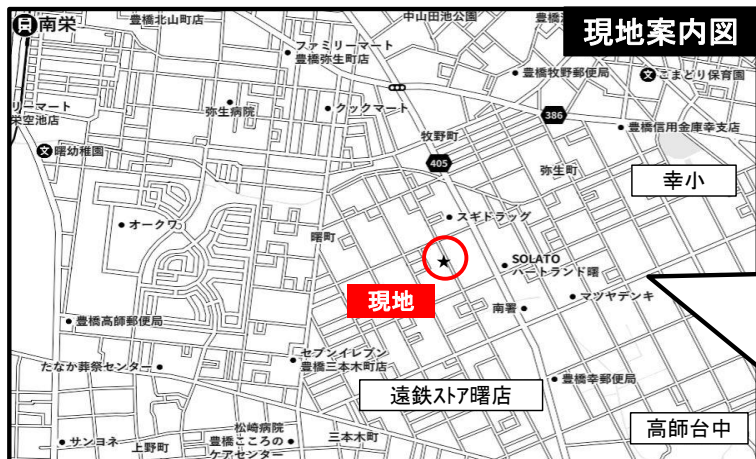 南栄
豊橋北山町店
中山田池公園
現地案内図
ファミリーマート
豊橋弥生町店
豊橋牧野郵便局
こまどり保育園
リーマート
栄空池店
弥生病院
クックマート
386
豊橋信用金庫幸支店
牧野町
曙幼稚園
405
弥生町
幸小
スギドラッグ
オークワ
曙町
SOLATO
ハートランド曙
現地
マツヤデンキ
南署
豊橋高師郵便局
セブンイレブン
豊橋三本木町店
たなか葬祭センター
豊橋幸郵便局
遠鉄ストア曙店
高師台中
松崎病院
豊橋こころの
ケアセンター
三本木町
サンヨネ
上野町